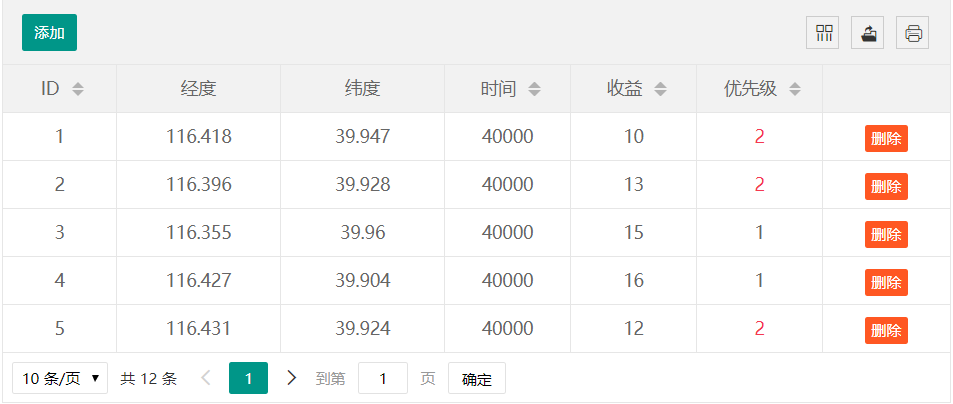 添加
ID 经度 纬度 时间 收益 优先级
1 116.418 39.947 40000 10 2 删除
2 116.396 39.928 40000 13 2 删除
3 116.355 39.96 40000 15 1 删除
4 116.427 39.904 40000 16 1 删除
5 116.431 39.924 40000 12 2 删除
10 条/页 共 12 条 1 到第 1 页 确定